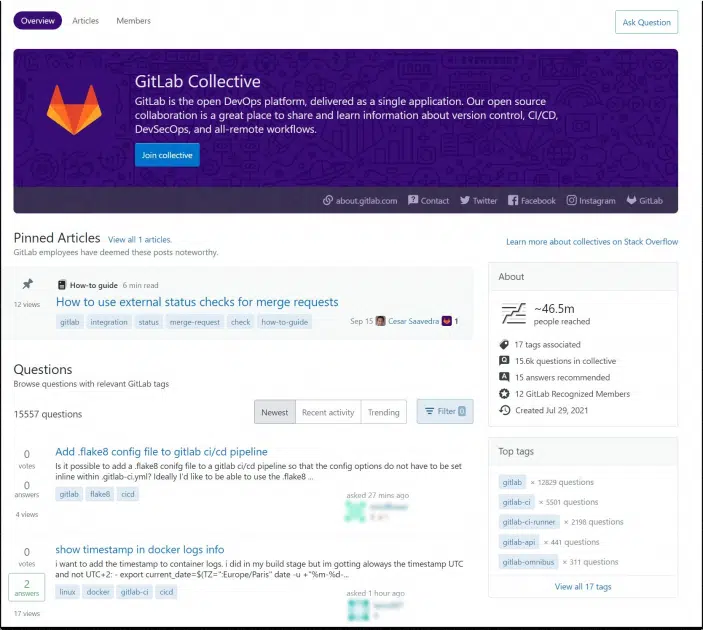 Overview Articles Members
Ask Question
GitLab Collective
GitLab is the open DevOps platform, delivered as a single application. Our open source
collaboration is a great place to share and learn information about version control, CI/CD,
DevSecOps, and all-remote workflows.
Join collective
about.gitlab.com Contact Twitter Facebook Instagram GitLab
Pinned Articles View all 1 articles.
GitLab employees have deemed these posts noteworthy.
12 views
How-to guide 6 min read
How to use external status checks for merge requests
gitlab integration status merge-request check how-to-guide
Sep 15 Cesar Saavedra 1
Questions
Browse questions with relevant GitLab tags
15557 questions
Newest Recent activity Trending
Filter 0
0
votes
0
answers
4 views
Add .flake8 config file to gitlab ci/cd pipeline
Is it possible to add a .flake8 conifg file to a gitlab ci/cd pipeline so that the config options do not have to be set
inline within .gitlab-ci.yml? Ideally I'd like to be able to use the .flake8 ...
gitlab flake8 cicd
asked 27 mins ago
0
votes
2
answers
17 views
show timestamp in docker logs info
i want to add the timestamp to container logs. i did in my build stage but im gotting aloways the timestamp UTC
and not UTC+2: - export current_date=$(TZ=":Europe/Paris" date -u +"%m-%d-...
linux docker gitlab-ci cicd
asked 1 hour ago
Learn more about collectives on Stack Overflow
About
~46.5m
people reached
17 tags associated
15.6k questions in collective
15 answers recommended
12 GitLab Recognized Members
Created Jul 29, 2021
Top tags
gitlab × 12829 questions
gitlab-ci × 5501 questions
gitlab-ci-runner × 2198 questions
gitlab-api × 441 questions
gitlab-omnibus × 311 questions
View all 17 tags